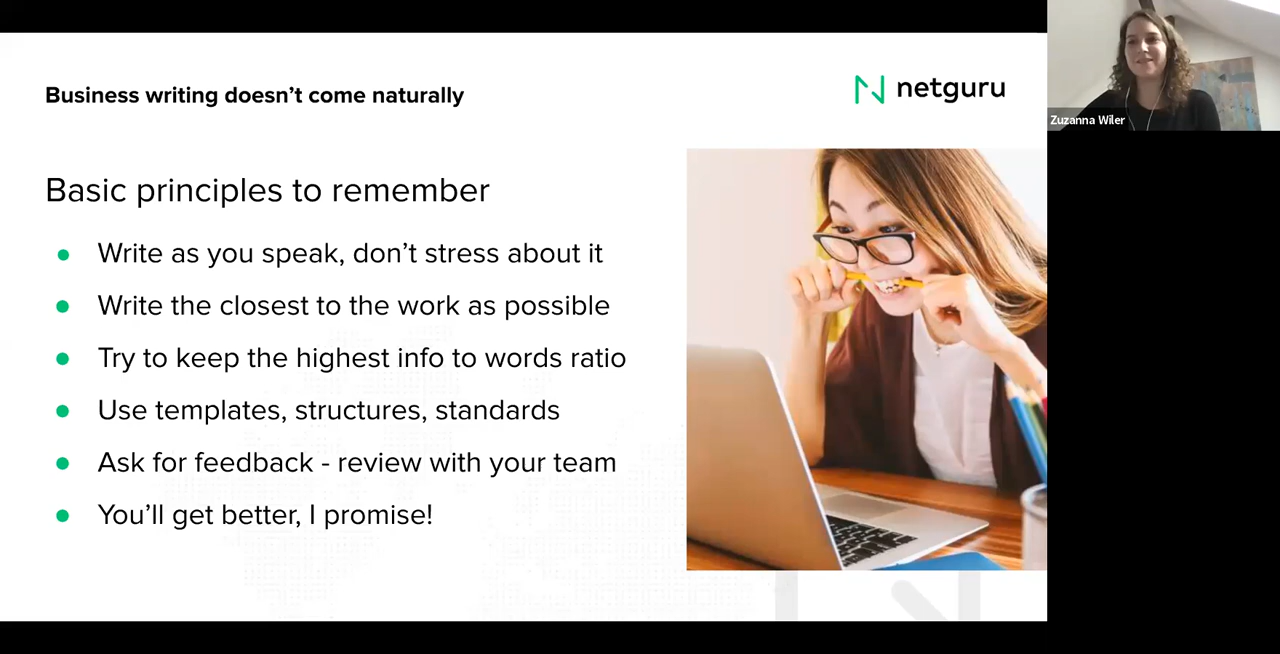 Business writing doesn't come naturally
netguru
Zuzanna Wiler
Basic principles to remember
● Write as you speak, don't stress about it
● Write the closest to the work as possible
● Try to keep the highest info to words ratio
● Use templates, structures, standards
● Ask for feedback - review with your team
● You'll get better, I promise!